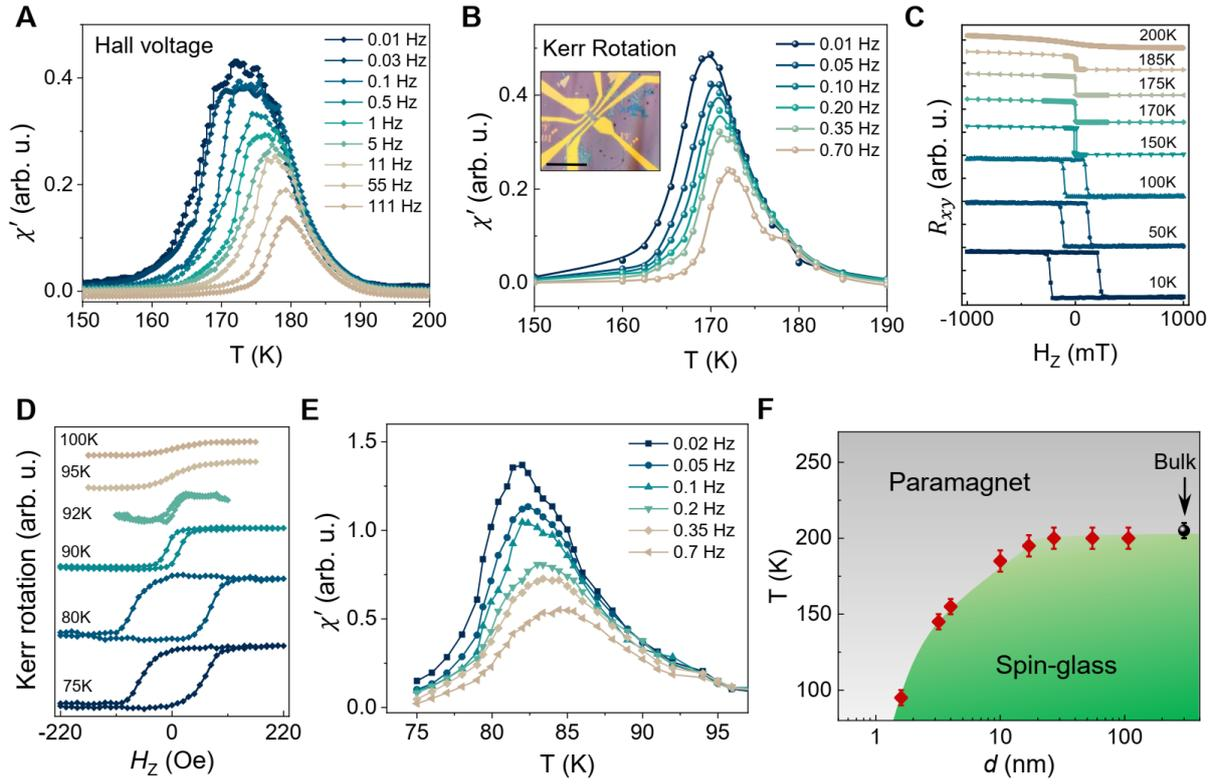 A
Hall voltage
0.01 Hz
0.03 Hz
0.1 Hz
0.5 Hz
1 Hz
5 Hz
11 Hz
55 Hz
111 Hz
0.4
0.2
0.0
χ′ (arb. u.)
150 160 170 180 190 200
T (K)
B
Kerr Rotation
0.01 Hz
0.05 Hz
0.10 Hz
0.20 Hz
0.35 Hz
0.70 Hz
0.4
0.2
0.0
χ′ (arb. u.)
150 160 170 180 190
T (K)
C
200K
185K
175K
170K
150K
100K
50K
10K
Rxy (arb. u.)
-1000 0 1000
HZ (mT)
D
100K
95K
92K
90K
80K
75K
Kerr rotation (arb. u.)
-220 0 220
HZ (Oe)
E
0.02 Hz
0.05 Hz
0.1 Hz
0.2 Hz
0.35 Hz
0.7 Hz
1.5
1.0
0.5
0.0
χ′ (arb. u.)
75 80 85 90 95
T (K)
F
Bulk
Paramagnet
Spin-glass
250
200
150
100
T (K)
1 10 100
d (nm)